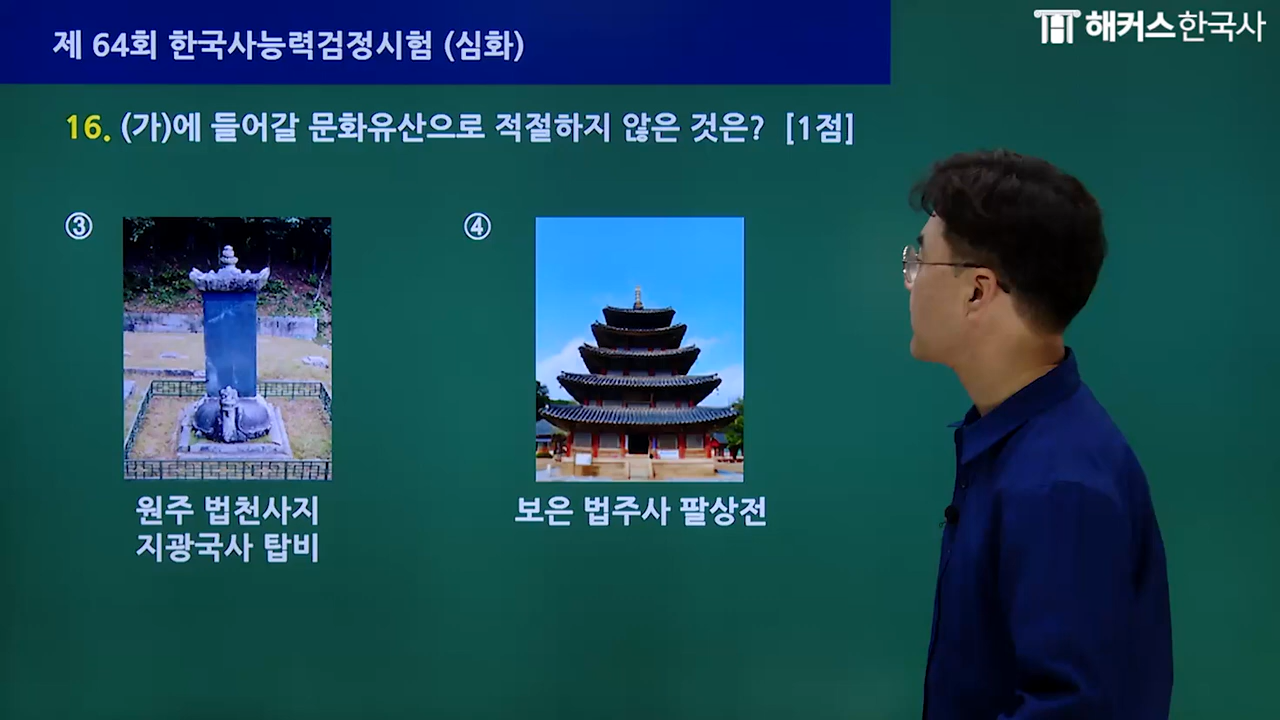 제 64회 한국사능력검정시험 (심화)
해커스한국사
16. (가)에 들어갈 문화유산으로 적절하지 않은 것은? [1점]
③
④
원주 법천사지
지광국사 탑비
보은 법주사 팔상전